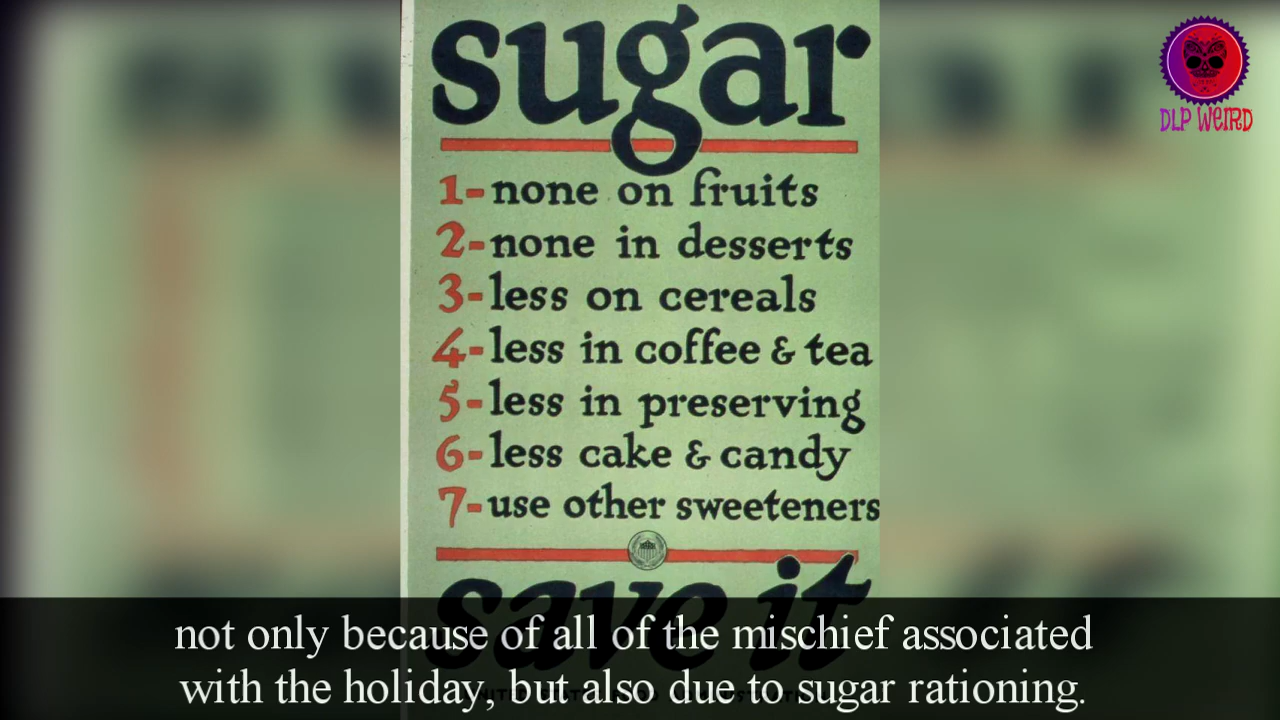 sugar
DLP WEIRD
1-none on fruits
2-none in desserts
3-less on cereals
4-less in coffee & tea
5-less in preserving
6-less cake & candy
7-use other sweeteners
save it
not only because of all of the mischief associated
with the holiday, but also due to sugar rationing.